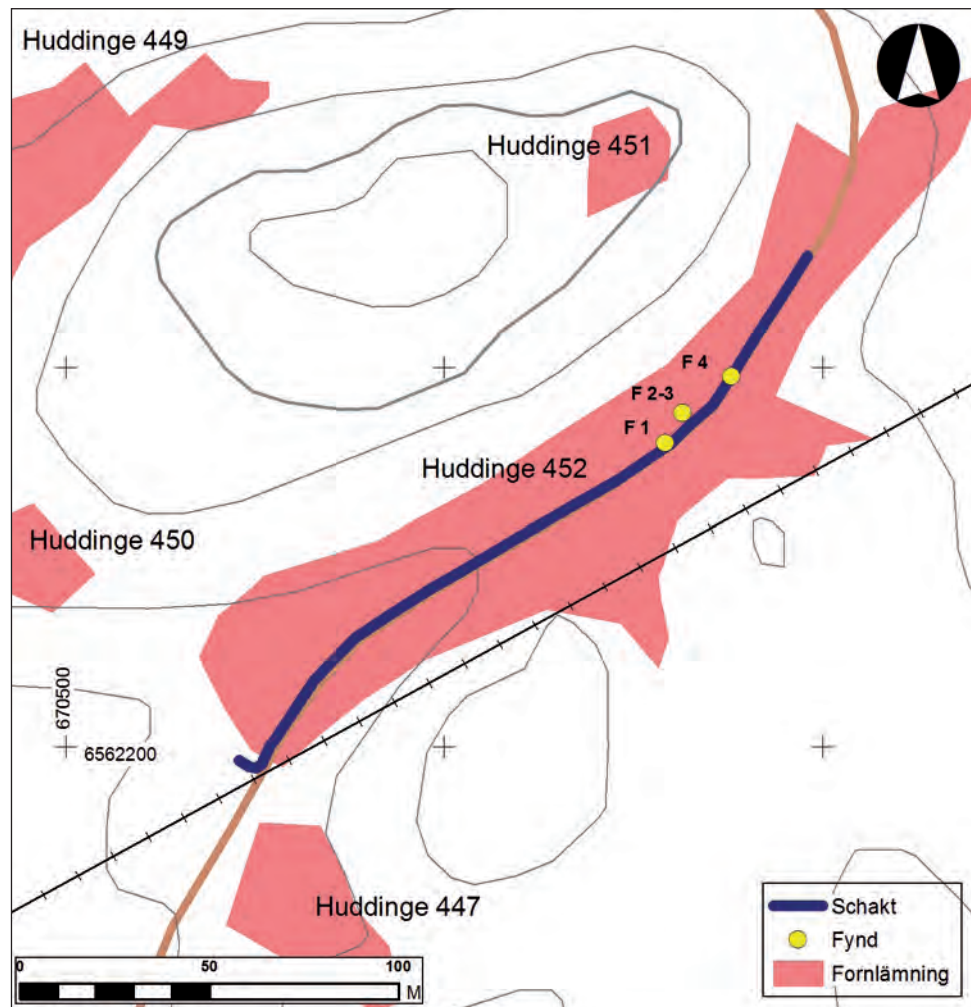 Huddinge 449
Huddinge 451
F 4
F 2-3
F 1
Huddinge 452
Huddinge 450
670500
6562200
Huddinge 447
Schakt
Fynd
Fornlämning
0 50 100
M